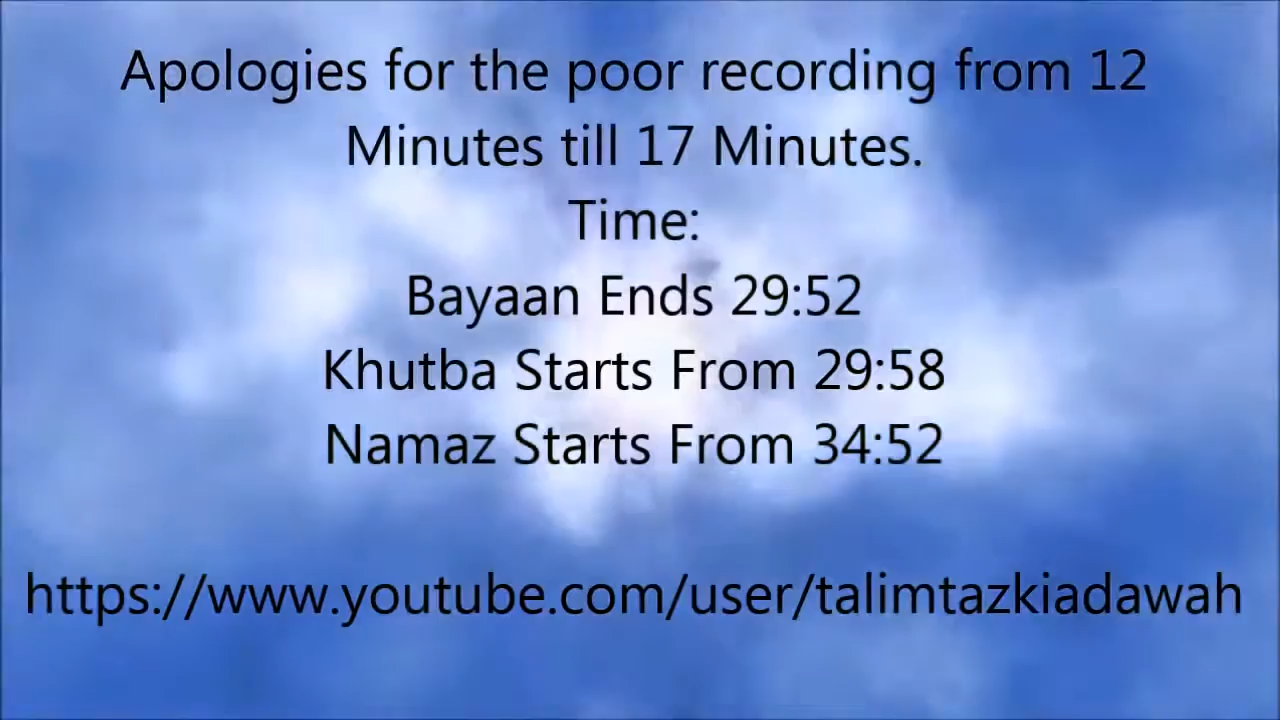 Apologies for the poor recording from 12
Minutes till 17 Minutes.
Time:
Bayaan Ends 29:52
Khutba Starts From 29:58
Namaz Starts From 34:52
https://www.youtube.com/user/talimtazkiadawah